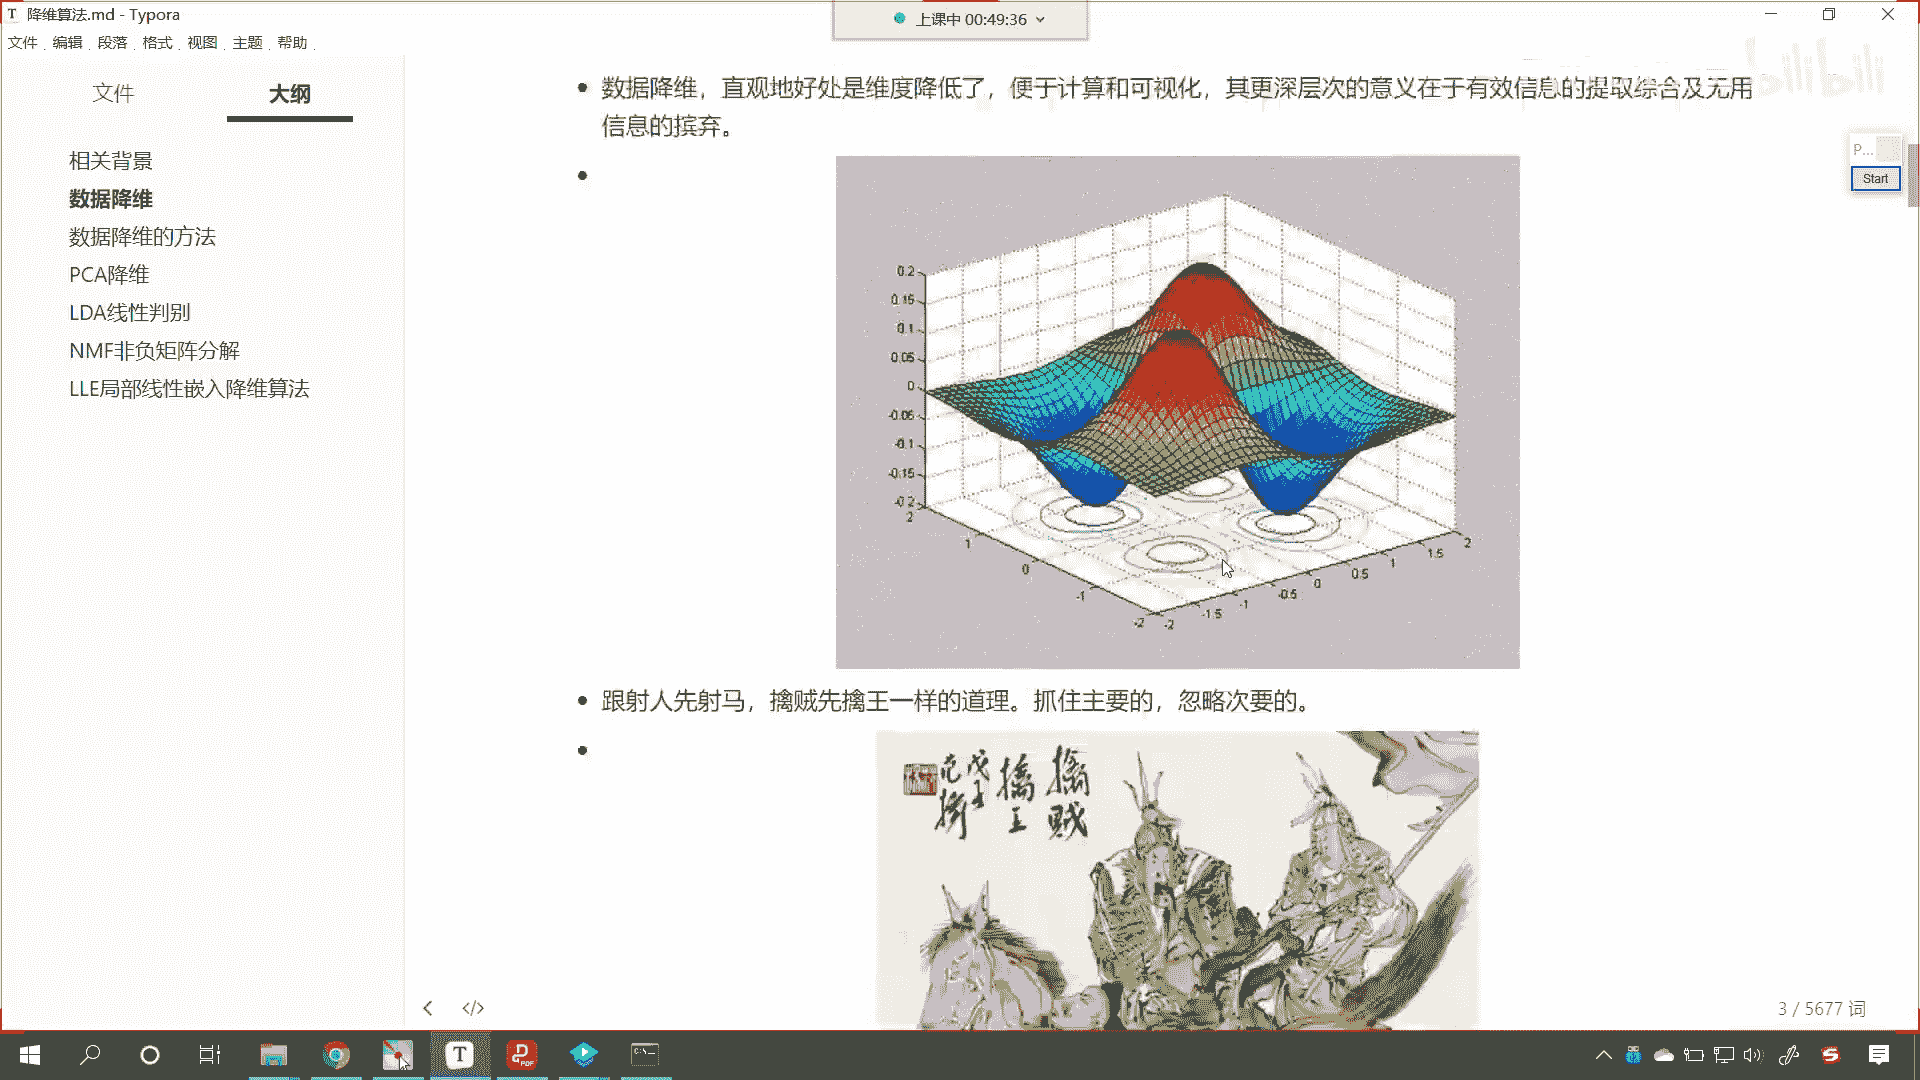 降维算法.md - Typora
上课中 00:49:36
文件 编辑 段落 格式 视图 主题 帮助
bilibili
文件
大纲
相关背景
数据降维
数据降维的方法
PCA降维
LDA线性判别
NMF非负矩阵分解
LLE局部线性嵌入降维算法
数据降维，直观地好处是维度降低了，便于计算和可视化，其更深层次的意义在于有效信息的提取综合及无用
信息的摈弃。
P...
Start
0.2
0.15
0.1
0.05
0
-0.05
-0.1
-0.15
-0.2
2
1
0
-1
-2
-2
-1.5
-1
-0.5
0
0.5
1
1.5
2
跟射人先射马，擒贼先擒王一样的道理。抓住主要的，忽略次要的。
擒贼
擒王
3 / 5677 词